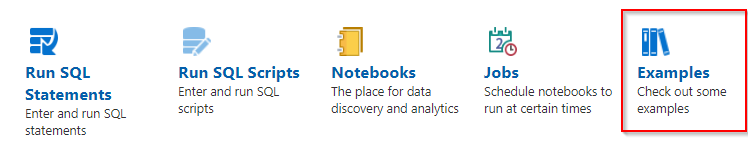 2
Run SQL
Statements
Enter and run SQL
statements
Run SQL Scripts
Enter and run SQL
scripts
Notebooks
The place for data
discovery and analytics
Jobs
Schedule notebooks to
run at certain times
Examples
Check out some
examples